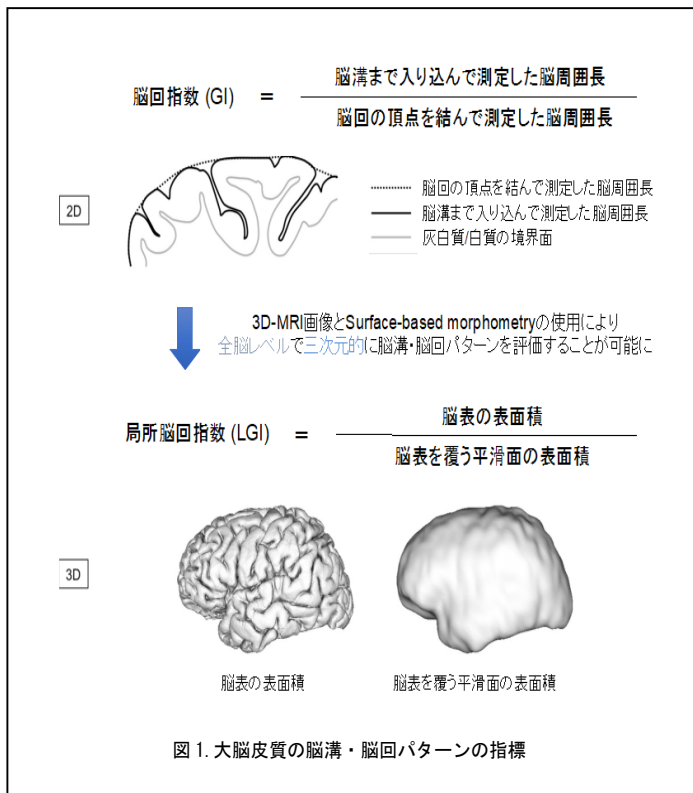 脳回指数 (GI) = 脳溝まで入り込んで測定した脳周囲長
脳回の頂点を結んで測定した脳周囲長
2D
脳回の頂点を結んで測定した脳周囲長
脳溝まで入り込んで測定した脳周囲長
灰白質/白質の境界面
3D-MRI画像とSurface-based morphometryの使用により
全脳レベルで三次元的に脳溝・脳回パターンを評価することが可能に
局所脳回指数 (LGI) = 脳表の表面積
脳表を覆う平滑面の表面積
3D
脳表の表面積
脳表を覆う平滑面の表面積
図 1. 大脳皮質の脳溝・脳回パターンの指標